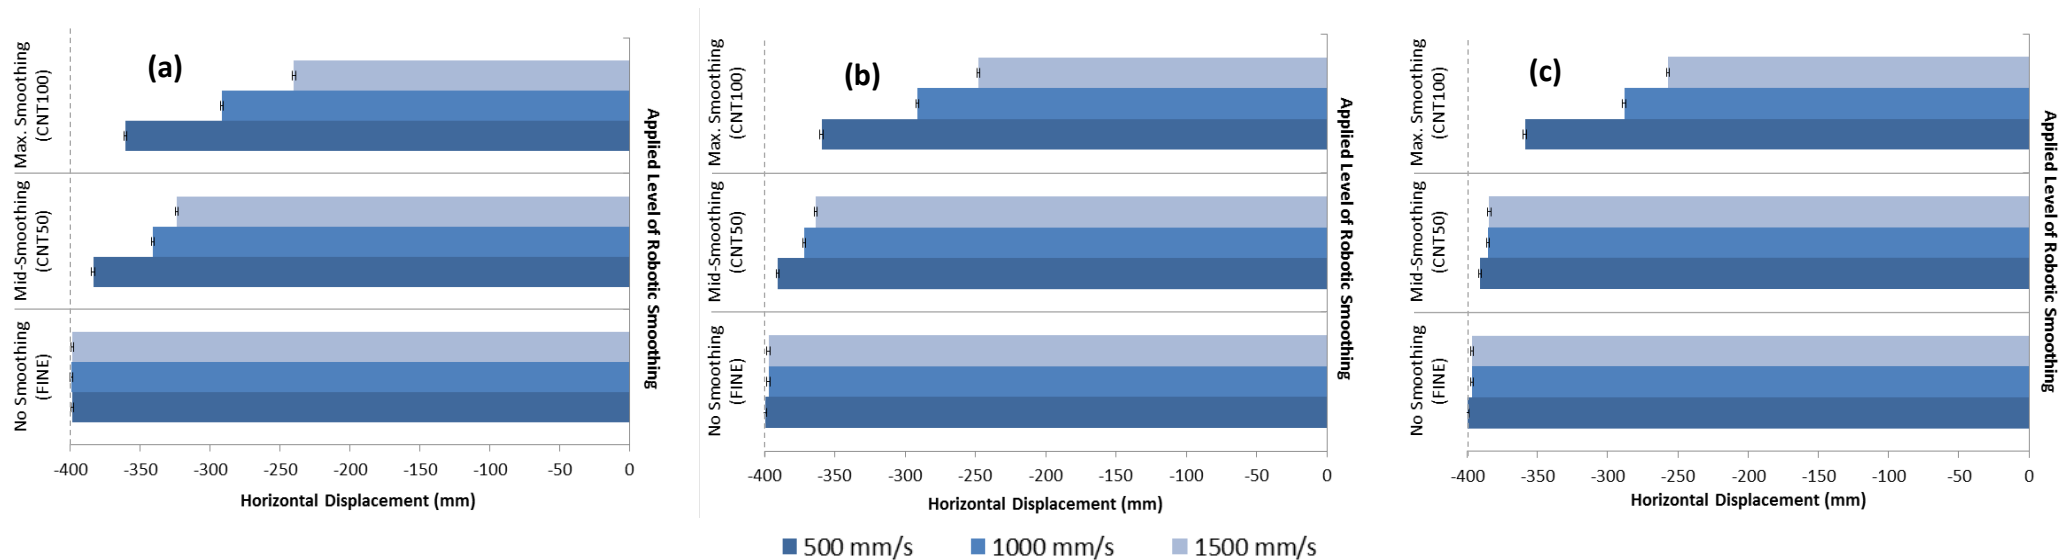 (a)
Max. Smoothing
(CNT100)
Mid-Smoothing
(CNT50)
No Smoothing
(FINE)
-400 -350 -300 -250 -200 -150 -100 -50 0
Horizontal Displacement (mm)
Applied Level of Robotic Smoothing
(b)
Max. Smoothing
(CNT100)
Mid-Smoothing
(CNT50)
No Smoothing
(FINE)
-400 -350 -300 -250 -200 -150 -100 -50 0
Horizontal Displacement (mm)
Applied Level of Robotic Smoothing
(c)
Max. Smoothing
(CNT100)
Mid-Smoothing
(CNT50)
No Smoothing
(FINE)
-400 -350 -300 -250 -200 -150 -100 -50 0
Horizontal Displacement (mm)
Applied Level of Robotic Smoothing
500 mm/s 1000 mm/s 1500 mm/s